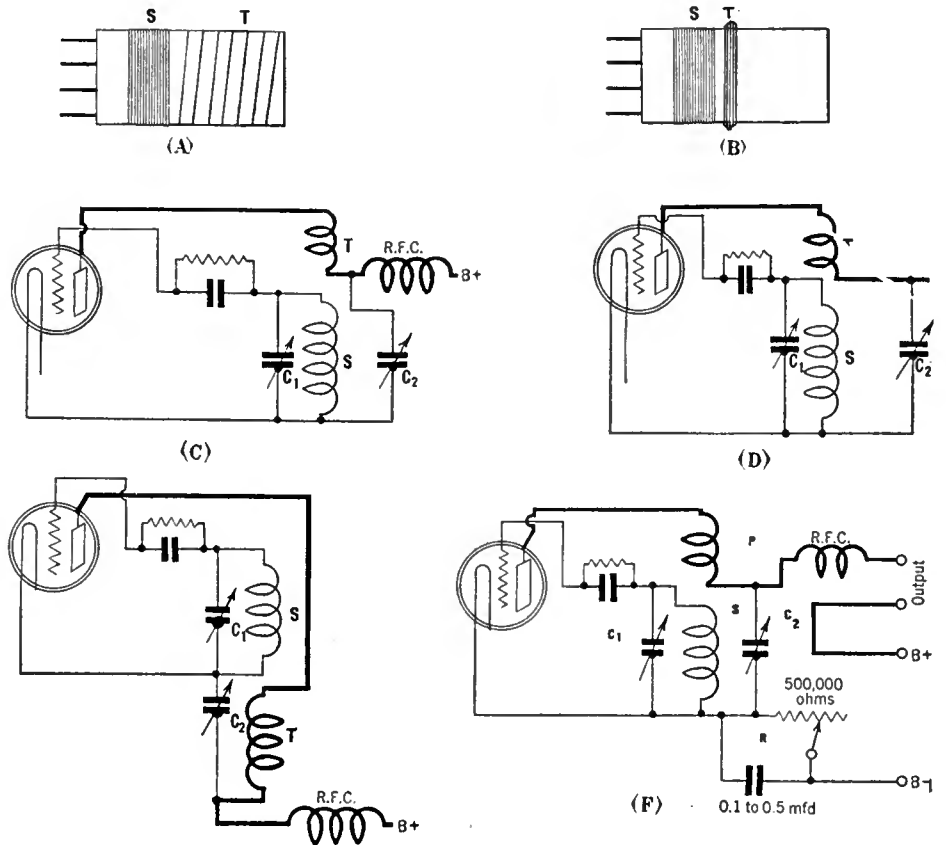 S T
(A)
S T
(B)
T
R.F.C.
B+
C1
S
C2
(C)
T
C1
S
C2
(D)
C1
S
C2
T
R.F.C.
B+
P
R.F.C.
Output
C1
S
C2
B+
500,000
ohms
R
0.1 to 0.5 mfd
B-
(F)